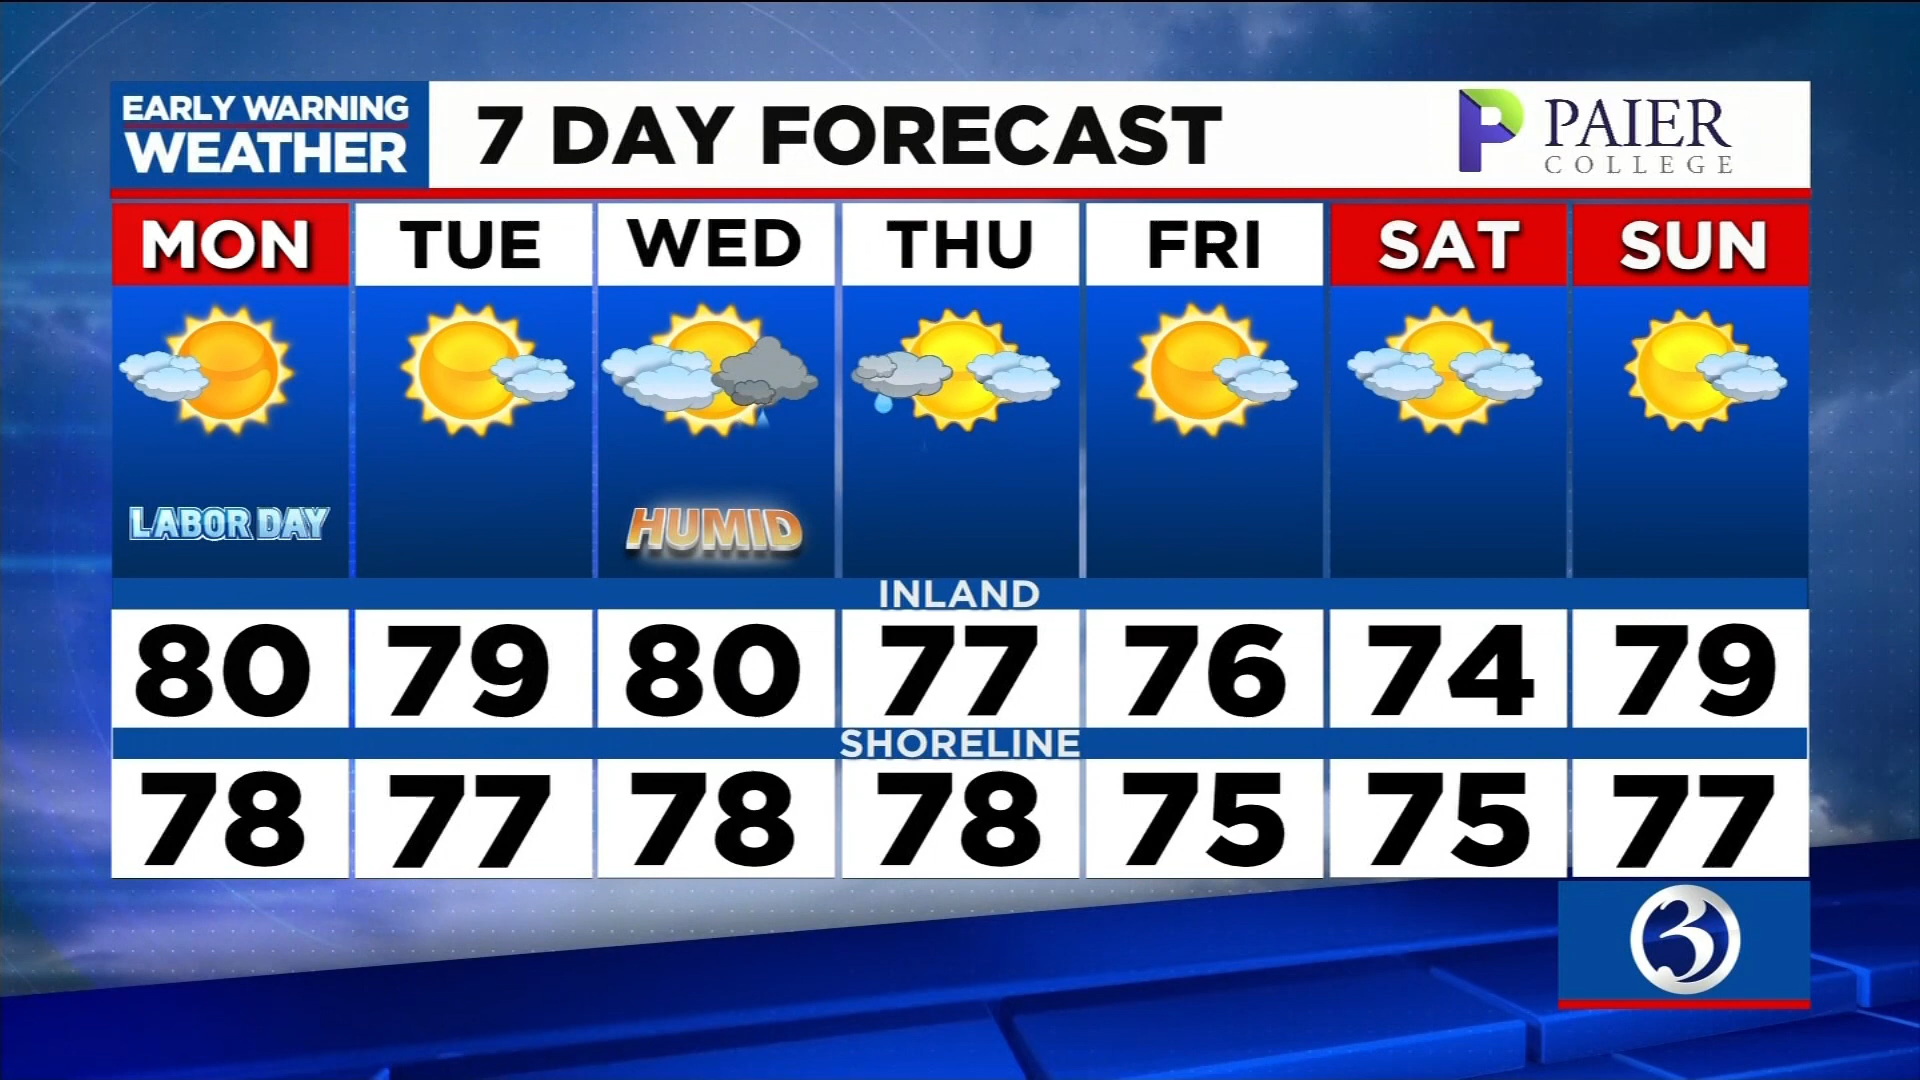 EARLY WARNING
WEATHER
7 DAY FORECAST
PAIER
COLLEGE
MON TUE WED THU FRI SAT SUN
LABOR DAY HUMID
INLAND
80 79 80 77 76 74 79
SHORELINE
78 77 78 78 75 75 77
3